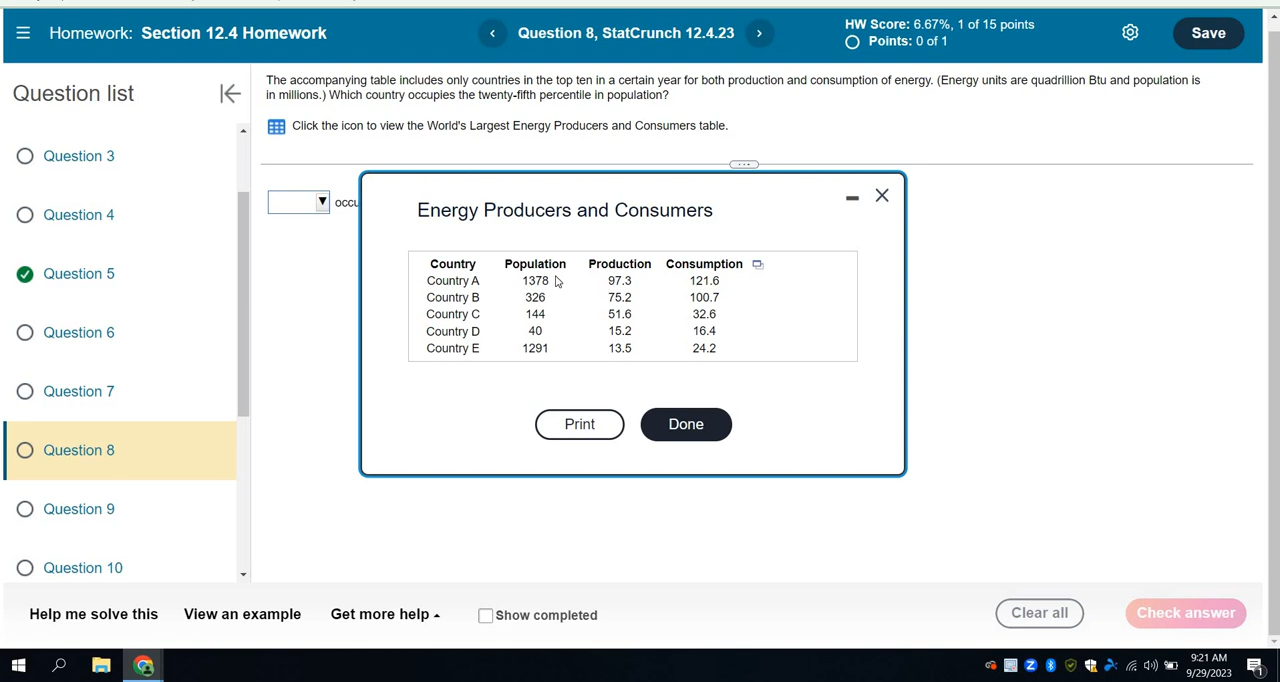 Homework: Section 12.4 Homework
Question 8, StatCrunch 12.4.23
HW Score: 6.67%, 1 of 15 points
Points: 0 of 1
Save
Question list
Question 3
Question 4
Question 5
Question 6
Question 7
Question 8
Question 9
Question 10
The accompanying table includes only countries in the top ten in a certain year for both production and consumption of energy. (Energy units are quadrillion Btu and population is
in millions.) Which country occupies the twenty-fifth percentile in population?
Click the icon to view the World's Largest Energy Producers and Consumers table.
occu
Energy Producers and Consumers
Country Population Production Consumption
Country A 1378 97.3 121.6
Country B 326 75.2 100.7
Country C 144 51.6 32.6
Country D 40 15.2 16.4
Country E 1291 13.5 24.2
Print
Done
Help me solve this
View an example
Get more help
Show completed
Clear all
Check answer
9:21 AM
9/29/2023
1